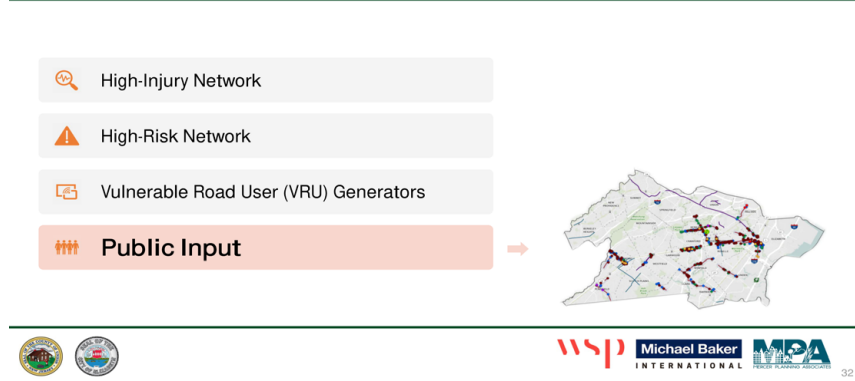 High-Injury Network
High-Risk Network
Vulnerable Road User (VRU) Generators
Public Input
wsp
Michael Baker
INTERNATIONAL
MPA
MERCER PLANNING ASSOCIATES
32